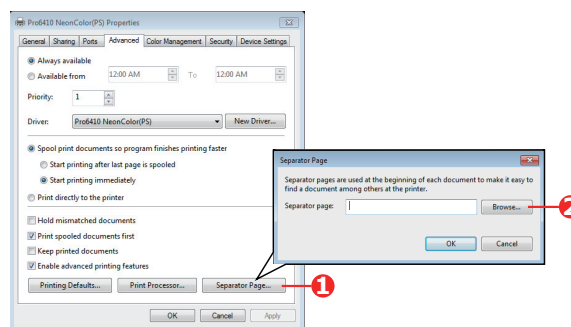 Pro6410 NeonColor(PS) Properties
General Sharing Ports Advanced Color Management Security Device Settings
Always available
Available from 12:00 AM To 12:00 AM
Priority: 1
Driver: Pro6410 NeonColor(PS) New Driver...
Spool print documents so program finishes printing faster
Start printing after last page is spooled
Start printing immediately
Print directly to the printer
Hold mismatched documents
Print spooled documents first
Keep printed documents
Enable advanced printing features
Printing Defaults... Print Processor... Separator Page...
OK Cancel Apply
Separator Page
Separator pages are used at the beginning of each document to make it easy to
find a document among others at the printer.
Separator page: Browse...
OK Cancel
1
2